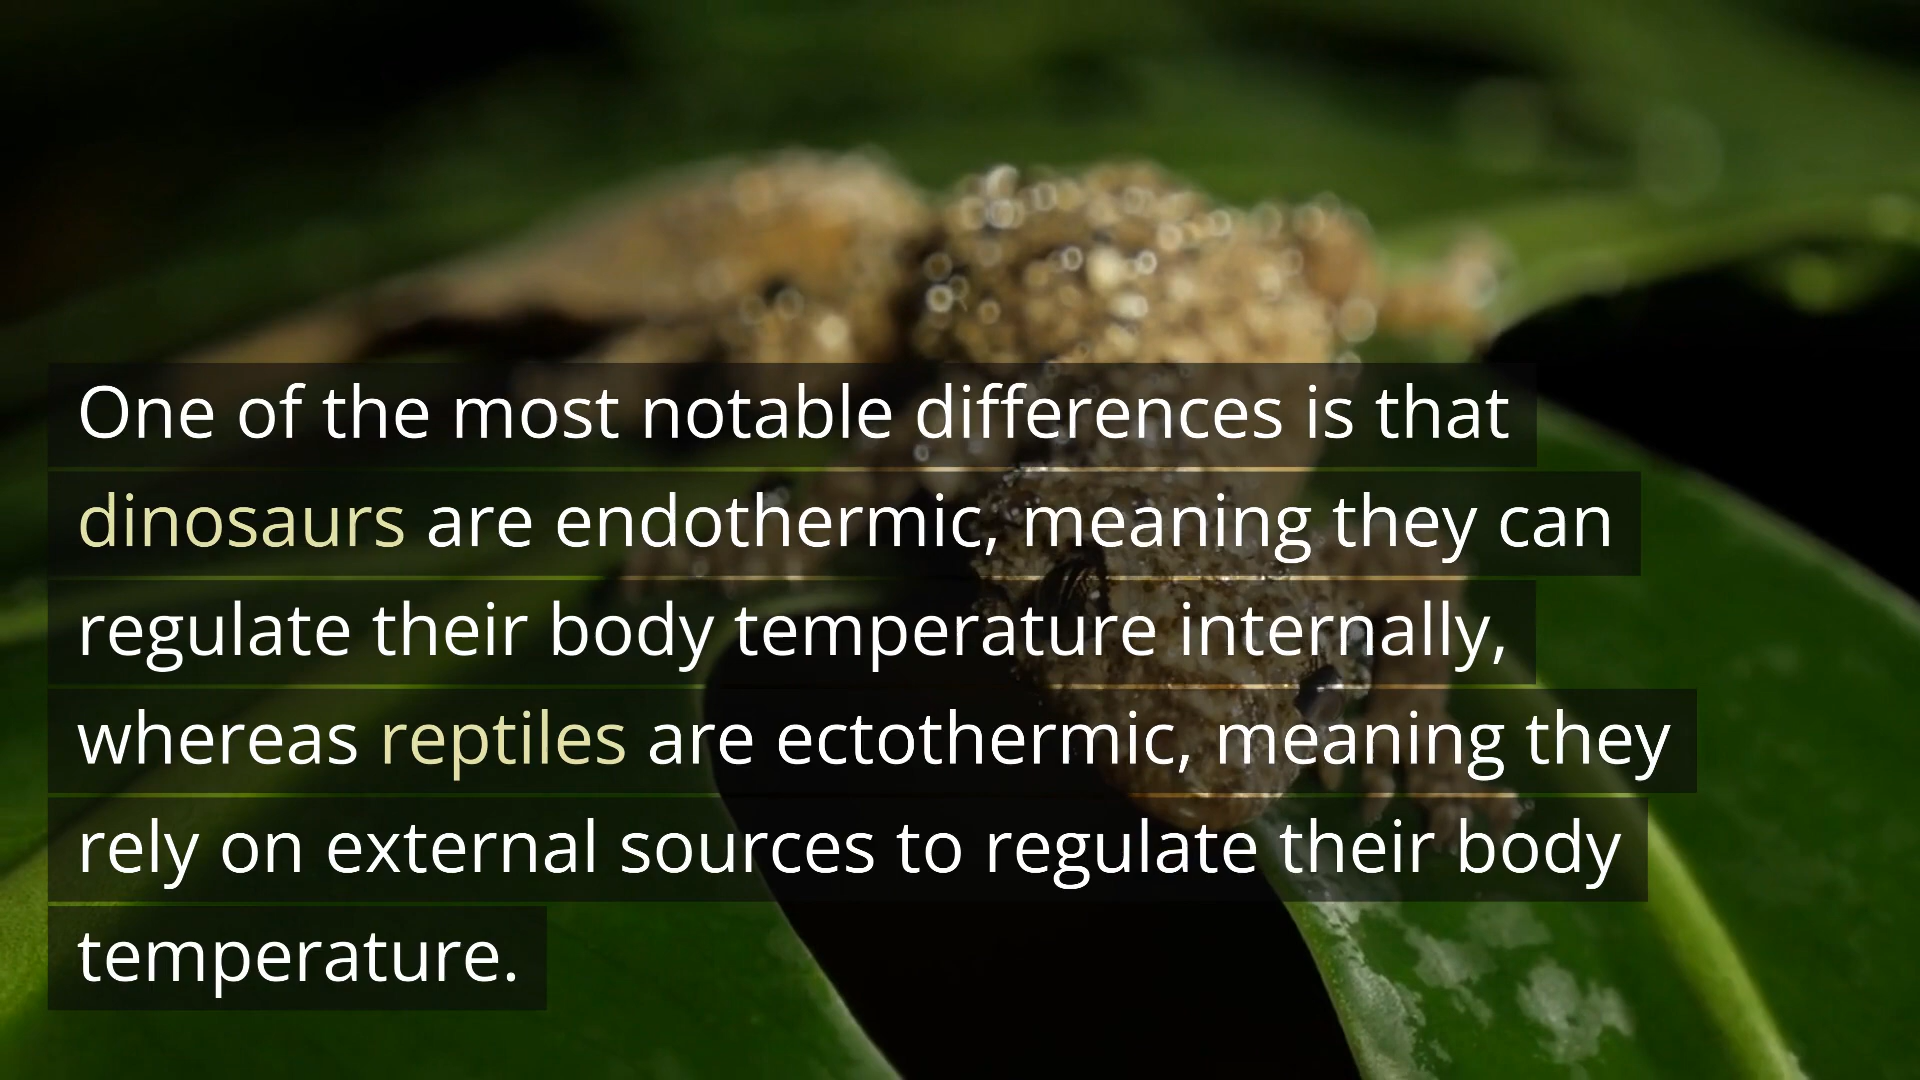 One of the most notable differences is that
dinosaurs are endothermic, meaning they can
regulate their body temperature internally,
whereas reptiles are ectothermic, meaning they
rely on external sources to regulate their body
temperature.